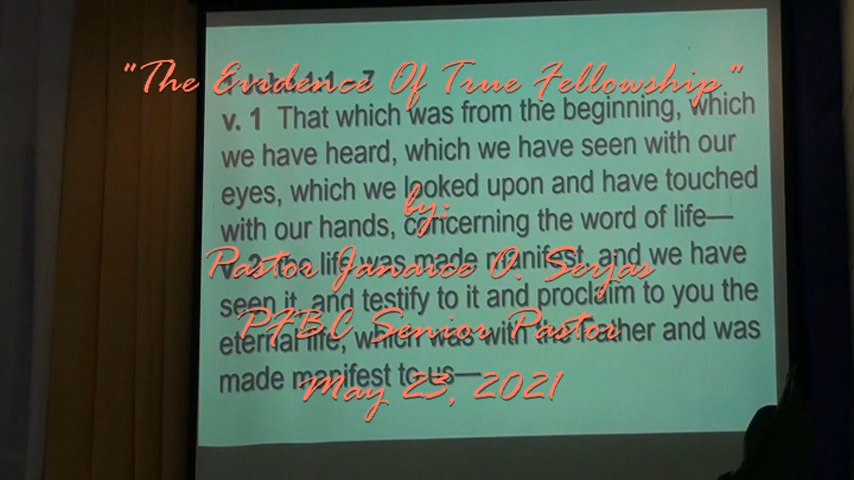 "The Evidence Of True Fellowship"
by:
Pastor Janaice O. Seyas
PFBC Senior Pastor
May 23, 2021
v. 1 That which was from the beginning, which
we have heard, which we have seen with our
eyes, which we looked upon and have touched
with our hands, concerning the word of life—
v. 2 the life was made manifest, and we have
seen it, and testify to it and proclaim to you the
eternal life, which was with the Father and was
made manifest to us—